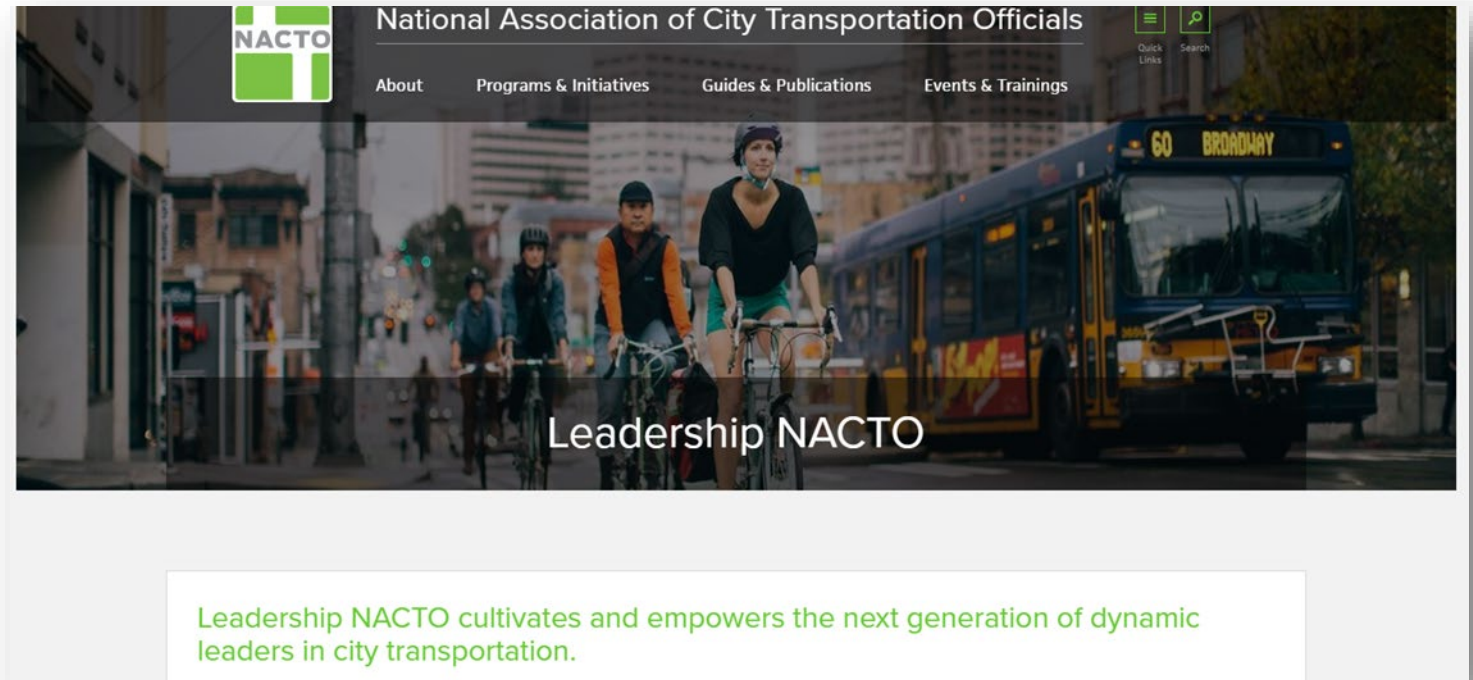 NACTO
National Association of City Transportation Officials
Quick
Links
Search
About
Programs & Initiatives
Guides & Publications
Events & Trainings
60 BROADWAY
Leadership NACTO
Leadership NACTO cultivates and empowers the next generation of dynamic
leaders in city transportation.